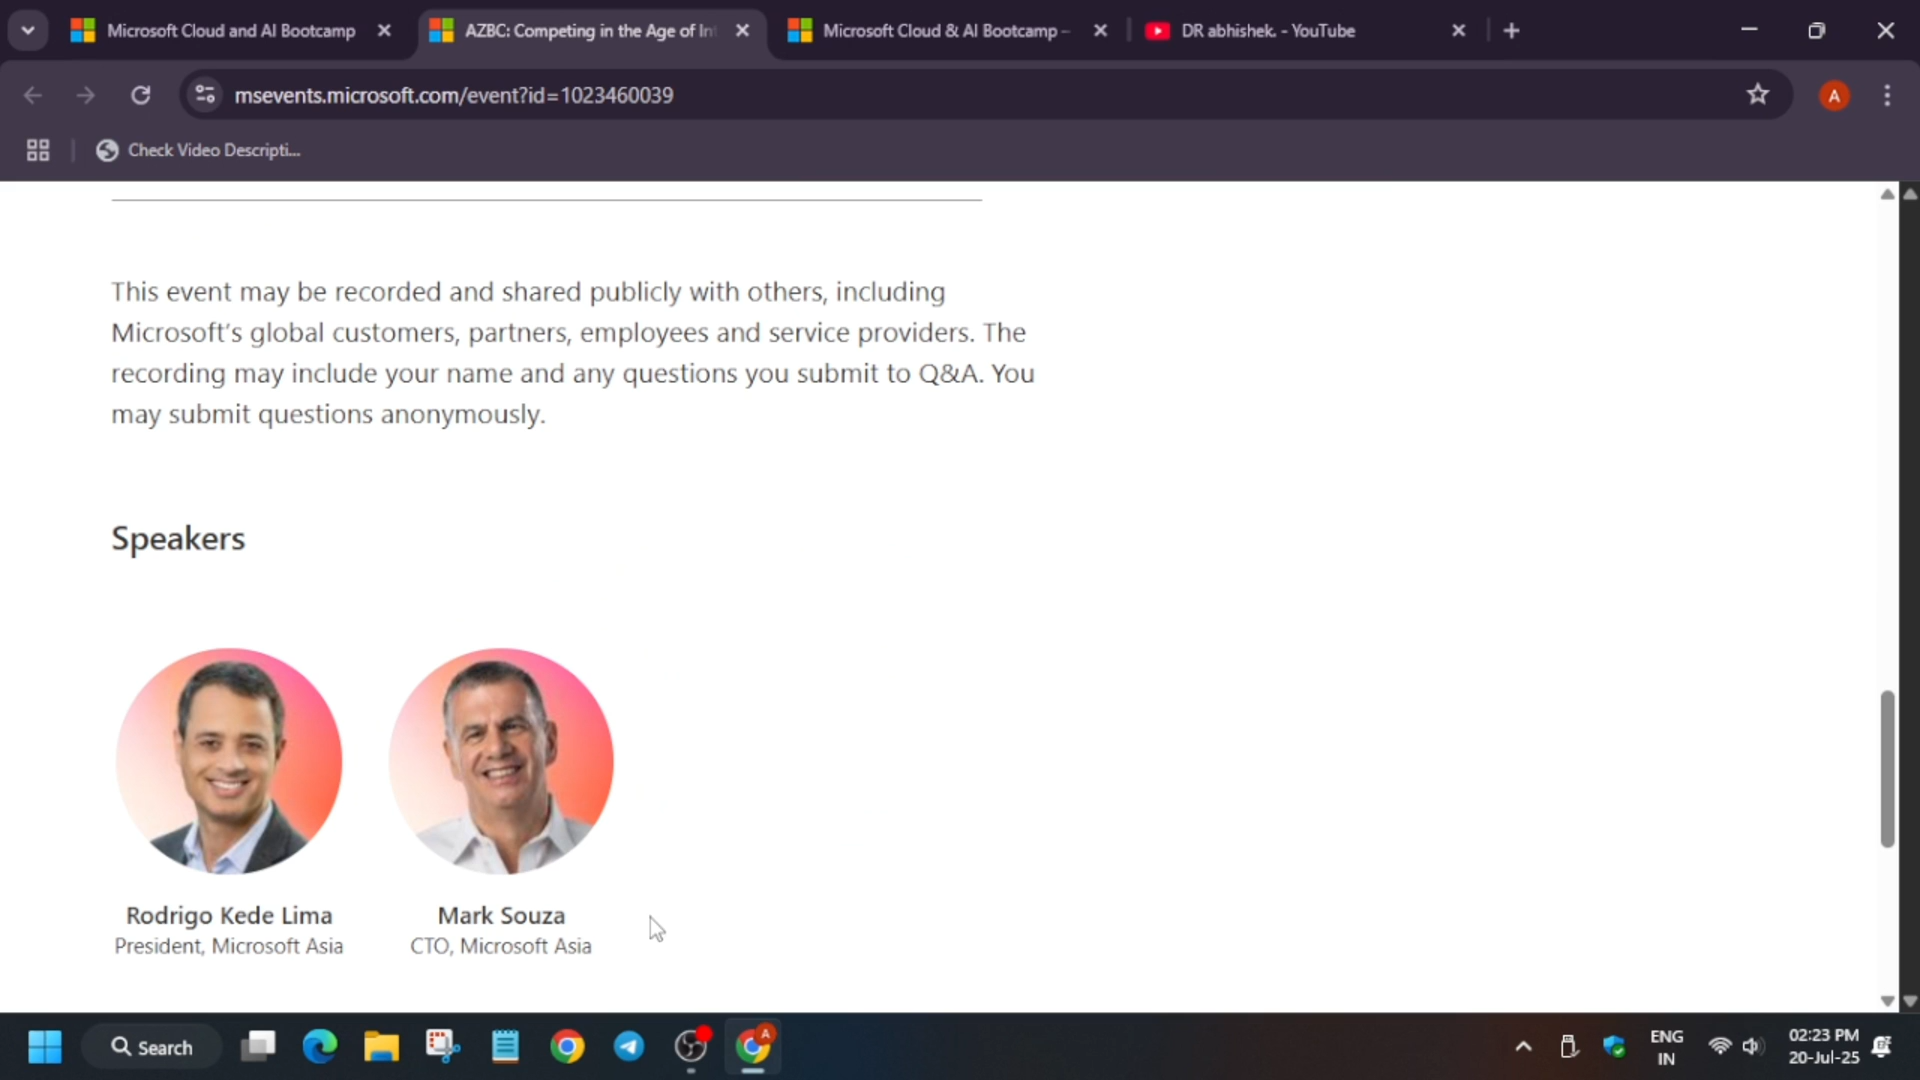 Microsoft Cloud and AI Bootcamp
AZBC: Competing in the Age of In
Microsoft Cloud & AI Bootcamp –
DR abhishek. - YouTube
msevents.microsoft.com/event?id=1023460039
A
Check Video Descripti...
This event may be recorded and shared publicly with others, including
Microsoft's global customers, partners, employees and service providers. The
recording may include your name and any questions you submit to Q&A. You
may submit questions anonymously.
Speakers
Rodrigo Kede Lima
President, Microsoft Asia
Mark Souza
CTO, Microsoft Asia
Search
A
ENG
IN
02:23 PM
20-Jul-25